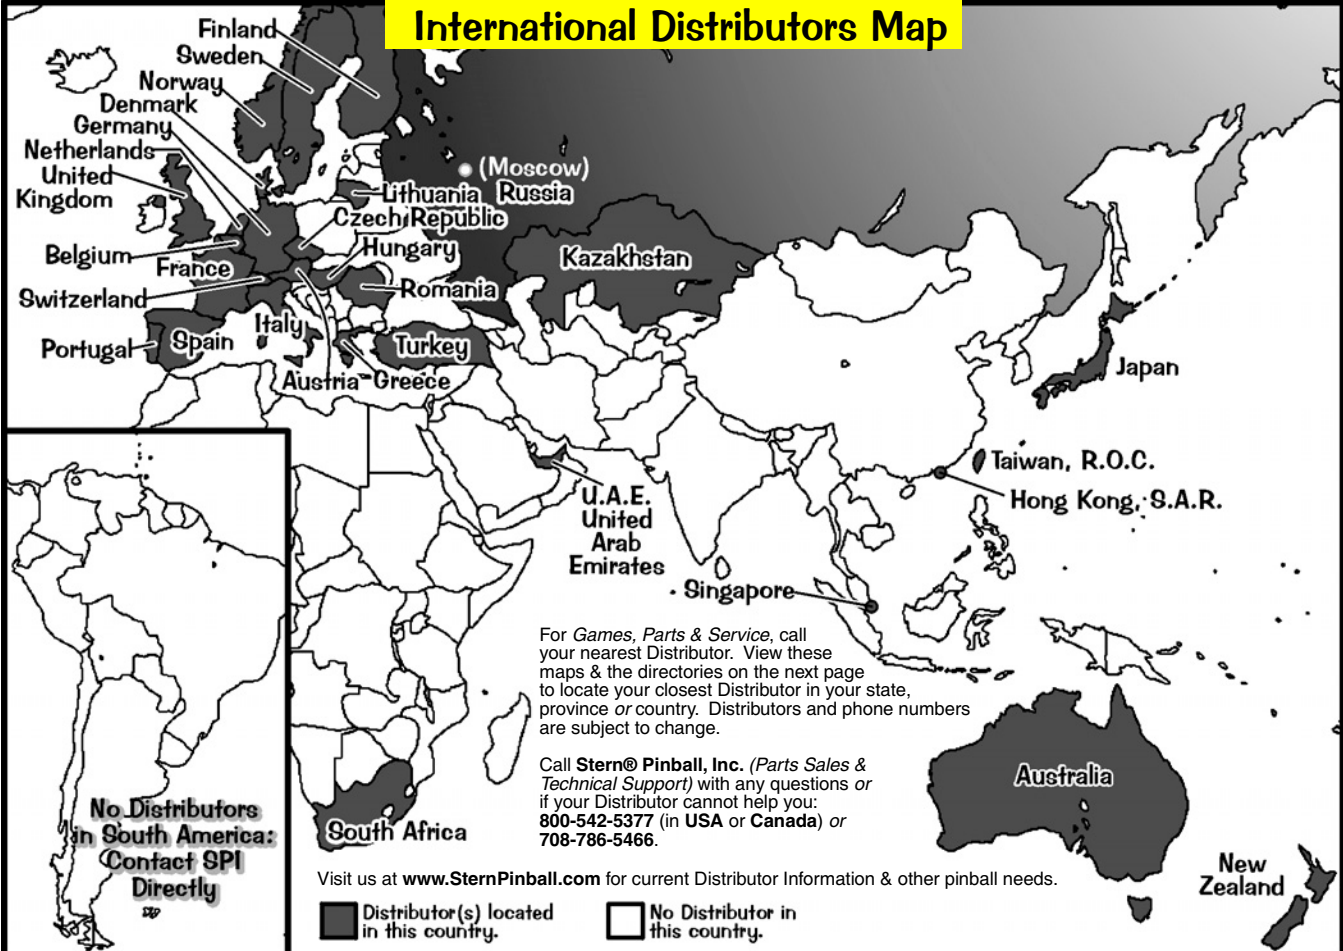 International Distributors Map
Finland
Sweden
Norway
Denmark
Germany
Netherlands
United
Kingdom
Belgium
France
Switzerland
Portugal
Spain
Italy
Austria
Greece
Turkey
Romania
Hungary
Czech Republic
Lithuania
(Moscow)
Russia
Kazakhstan
Japan
Taiwan, R.O.C.
Hong Kong, S.A.R.
U.A.E.
United
Arab
Emirates
Singapore
For Games, Parts & Service, call
your nearest Distributor. View these
maps & the directories on the next page
to locate your closest Distributor in your state,
province or country. Distributors and phone numbers
are subject to change.
Call Stern® Pinball, Inc. (Parts Sales &
Technical Support) with any questions or
if your Distributor cannot help you:
800-542-5377 (in USA or Canada) or
708-786-5466.
Australia
New
Zealand
South Africa
No Distributors
in South America:
Contact SPI
Directly
Visit us at www.SternPinball.com for current Distributor Information & other pinball needs.
Distributor(s) located
in this country.
No Distributor in
this country.